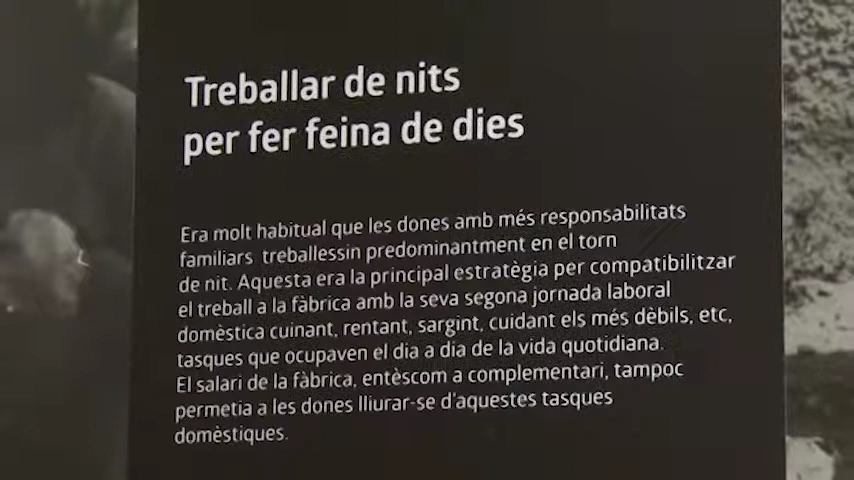 Treballar de nits
per fer feina de dies
Era molt habitual que les dones amb més responsabilitats
familiars treballessin predominantment en el torn
de nit. Aquesta era la principal estratègia per compatibilitzar
el treball a la fàbrica amb la seva segona jornada laboral
domèstica cuinant, rentant, sargint, cuidant els més dèbils, etc,
tasques que ocupaven el dia a dia de la vida quotidiana.
El salari de la fàbrica, entèscom a complementari, tampoc
permetia a les dones lliurar-se d'aquestes tasques
domèstiques.